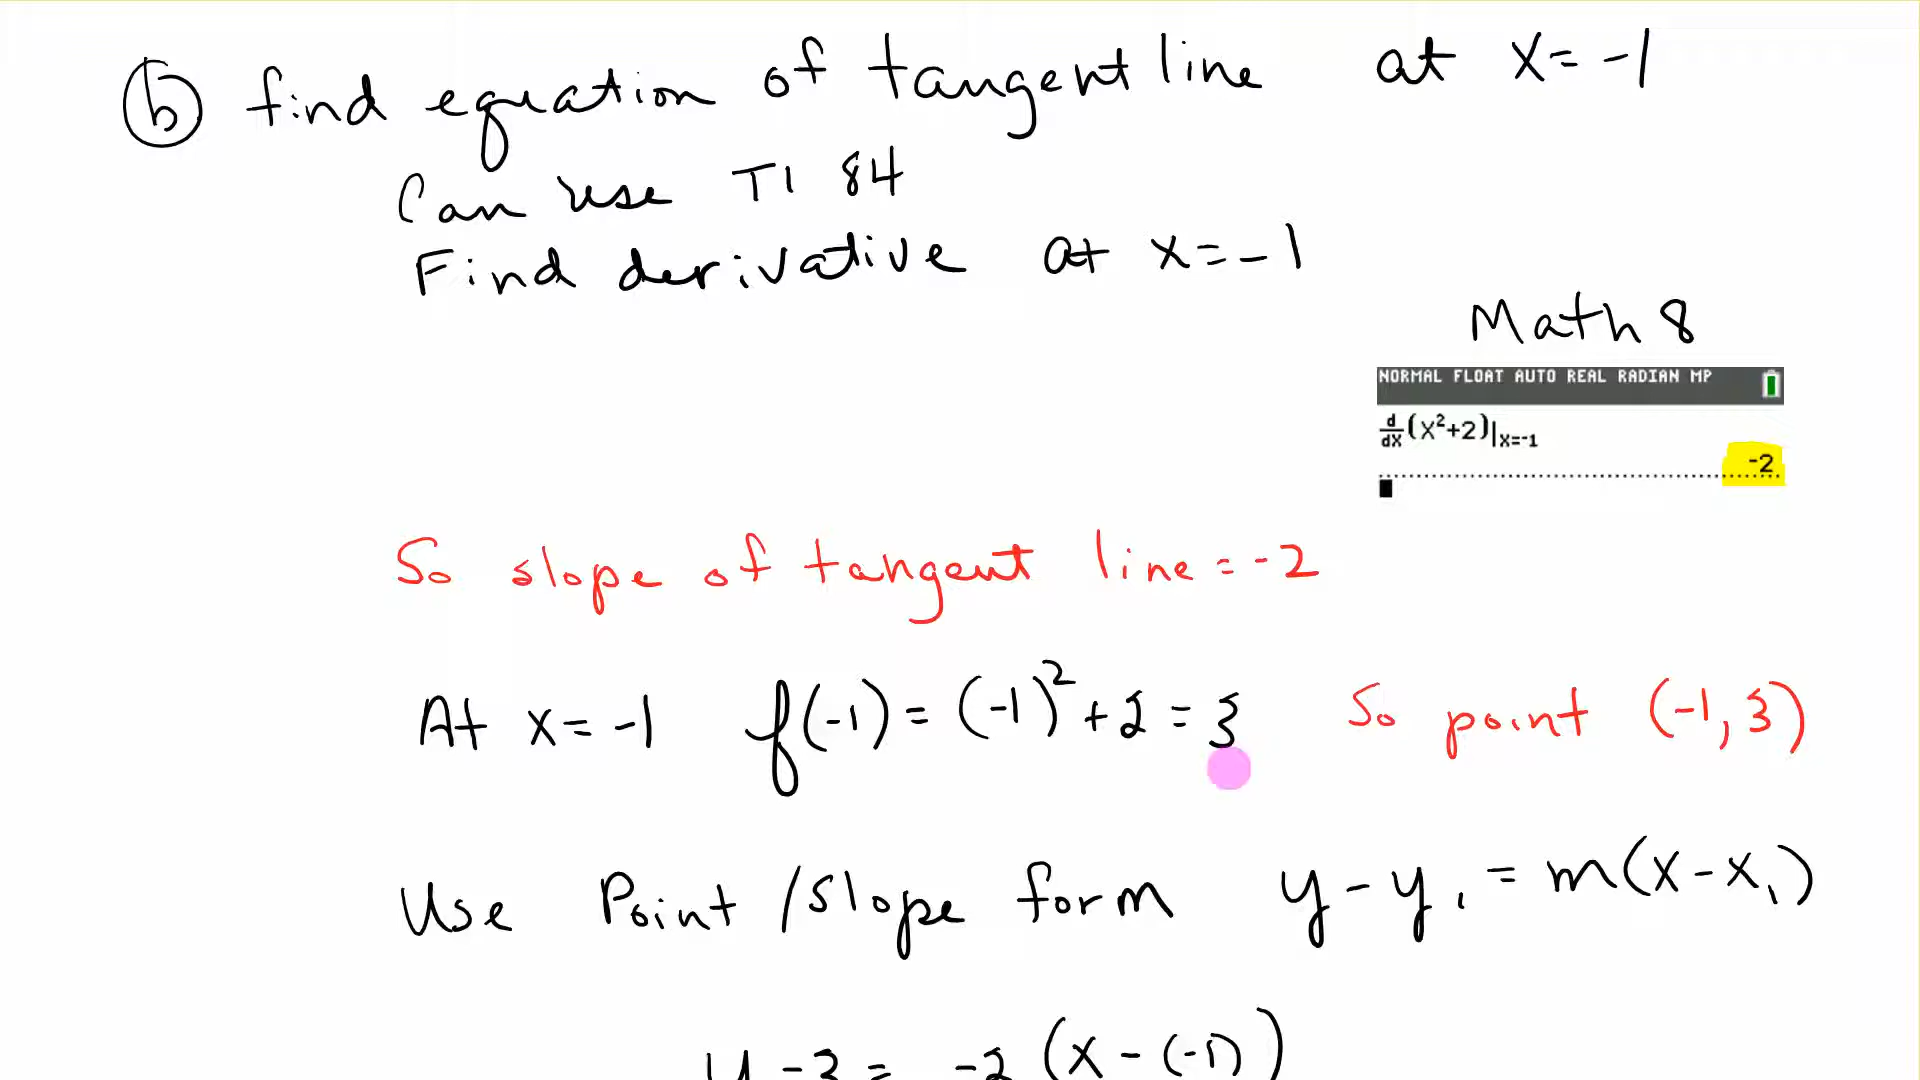 (b) find equation of tangent line at x = -1
Can use TI 84
Find derivative at x = -1
Math 8
NORMAL FLOAT AUTO REAL RADIAN MP
d/dX(X²+2)|X=-1
-2
So slope of tangent line = -2
At x = -1 f(-1) = (-1)² + 2 = 3 So point (-1, 3)
Use Point/Slope form y - y₁ = m(x - x₁)
y - 3 = -2 (x - (-1))